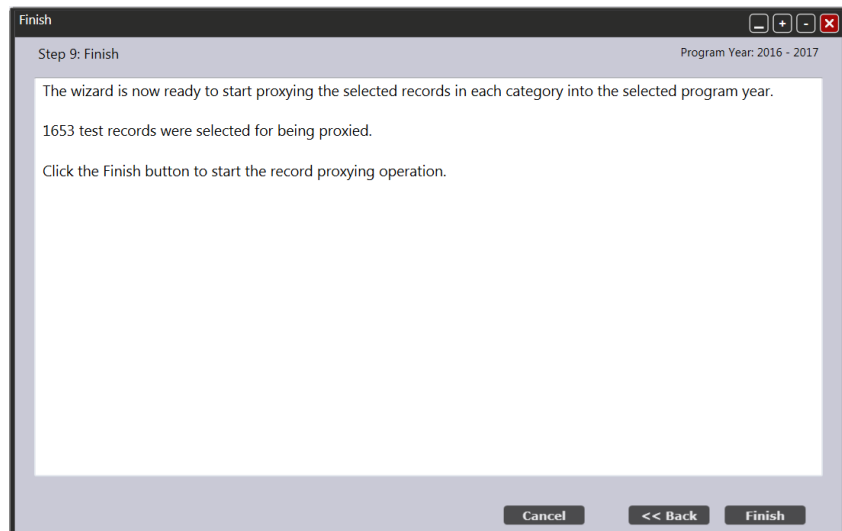 Finish
Step 9: Finish
Program Year: 2016 - 2017
The wizard is now ready to start proxying the selected records in each category into the selected program year.
1653 test records were selected for being proxied.
Click the Finish button to start the record proxying operation.
Cancel
<< Back
Finish